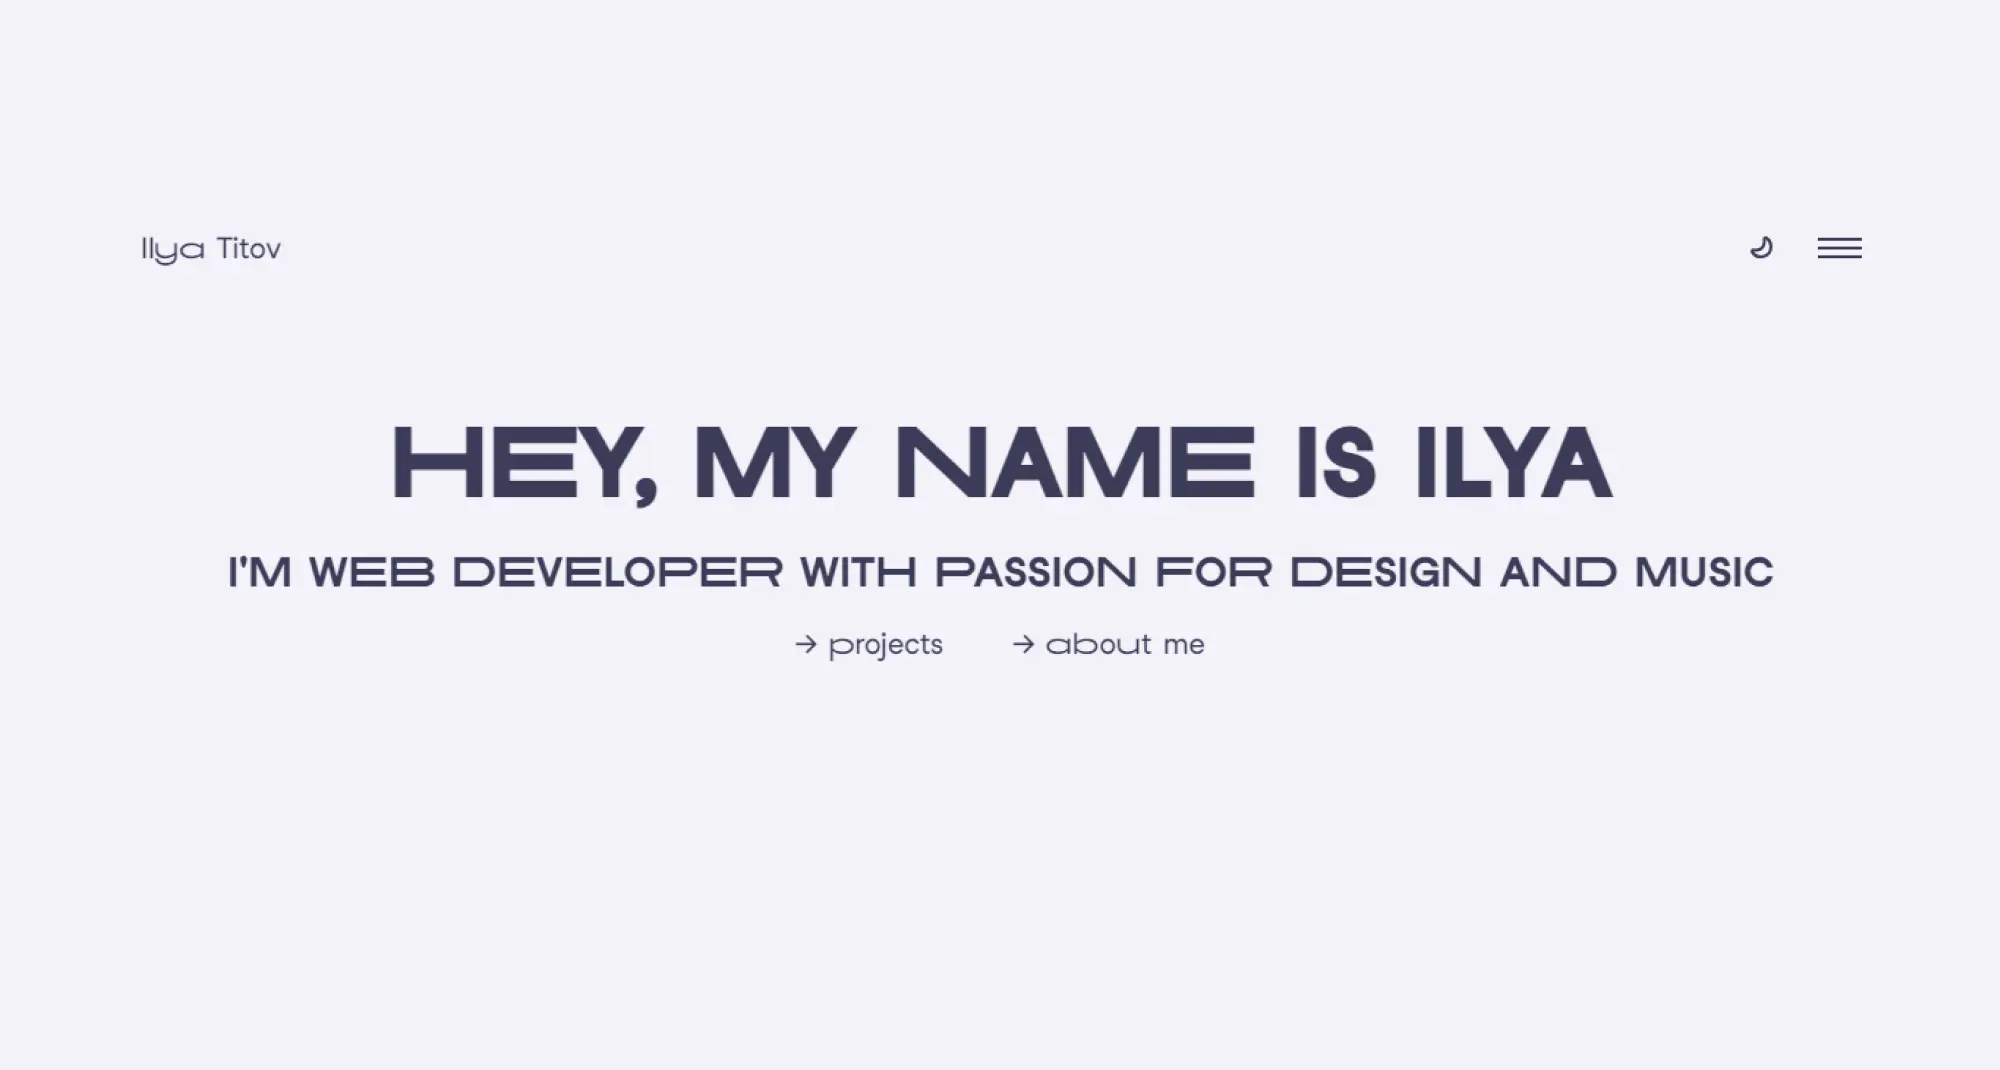 Ilya Titov
HEY, MY NAME IS ILYA
I'M WEB DEVELOPER WITH PASSION FOR DESIGN AND MUSIC
→ projects → about me